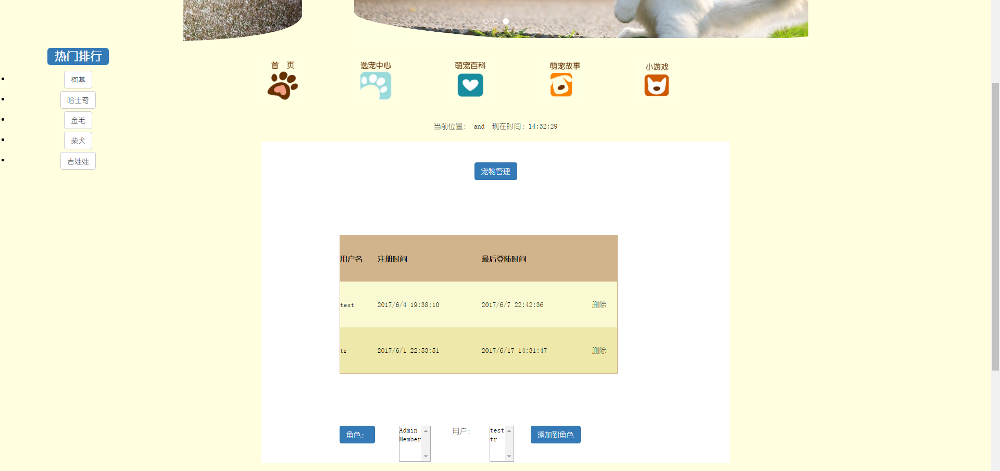 热门排行
柯基
哈士奇
金毛
柴犬
吉娃娃
首 页 选宠中心 萌宠百科 萌宠故事 小游戏
当前位置： and 现在时间：14:32:29
宠物管理
用户名 注册时间 最后登陆时间
test 2017/6/4 19:38:10 2017/6/7 22:42:36 删除
tr 2017/6/1 22:53:51 2017/6/17 14:31:47 删除
角色： Admin 用户： test 添加到角色
Member tr